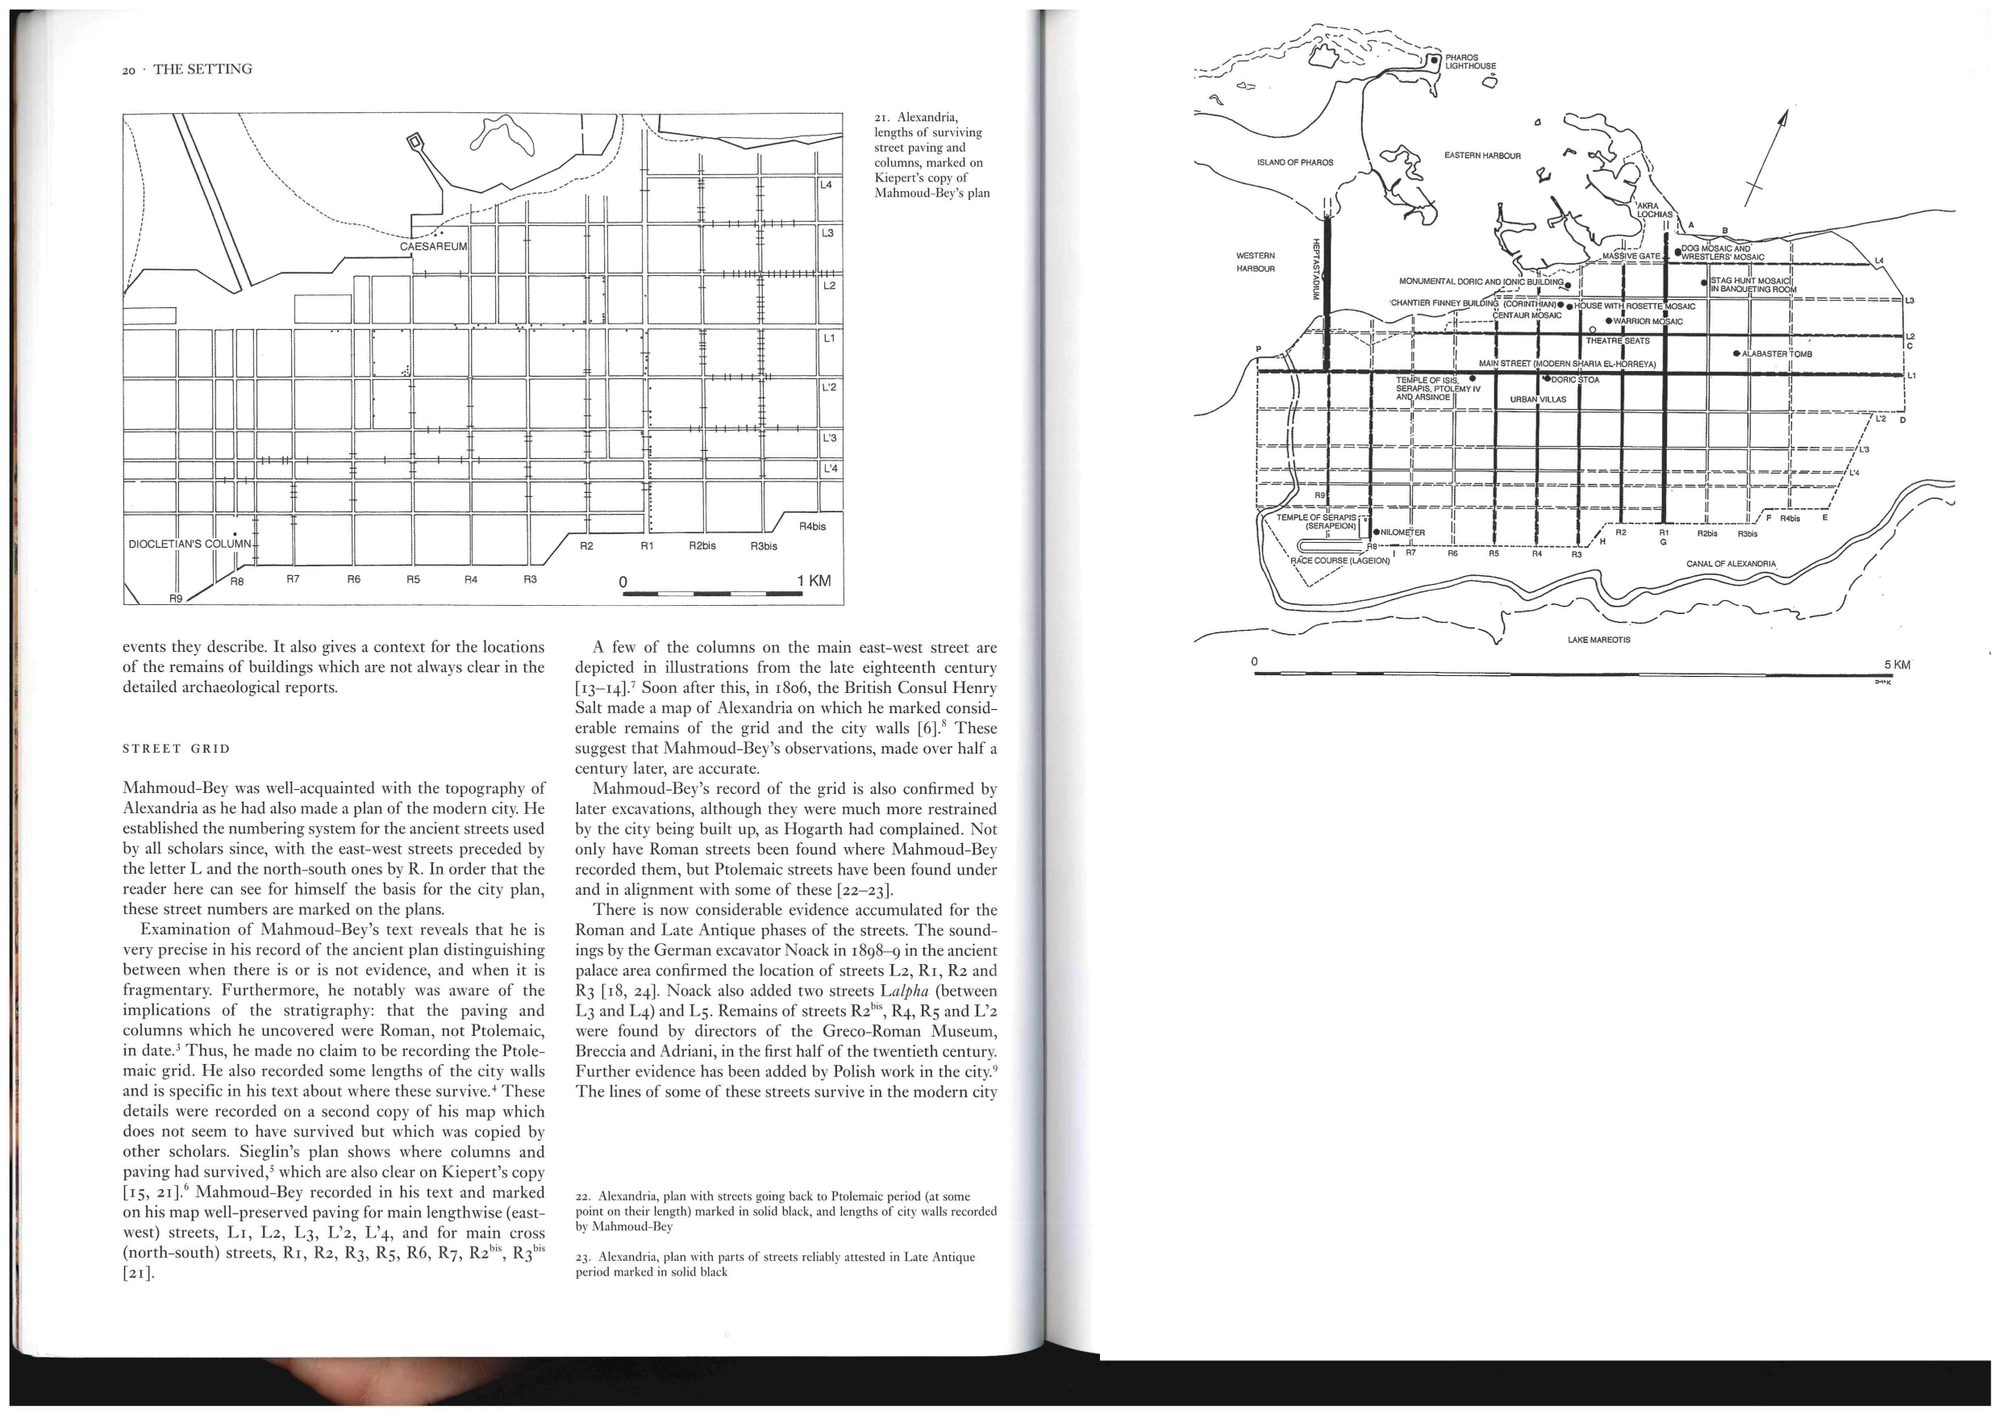 20 · THE SETTING
CAESAREUM
L4
L3
L2
L1
L'2
L'3
L'4
DIOCLETIAN'S COLUMN
R9
R8
R7
R6
R5
R4
R3
R2
R1
R2bis
R3bis
R4bis
0
1 KM
21. Alexandria,
lengths of surviving
street paving and
columns, marked on
Kiepert's copy of
Mahmoud-Bey's plan
events they describe. It also gives a context for the locations
of the remains of buildings which are not always clear in the
detailed archaeological reports.
STREET GRID
Mahmoud-Bey was well-acquainted with the topography of
Alexandria as he had also made a plan of the modern city. He
established the numbering system for the ancient streets used
by all scholars since, with the east-west streets preceded by
the letter L and the north-south ones by R. In order that the
reader here can see for himself the basis for the city plan,
these street numbers are marked on the plans.
Examination of Mahmoud-Bey's text reveals that he is
very precise in his record of the ancient plan distinguishing
between when there is or is not evidence, and when it is
fragmentary. Furthermore, he notably was aware of the
implications of the stratigraphy: that the paving and
columns which he uncovered were Roman, not Ptolemaic,
in date.³ Thus, he made no claim to be recording the Ptole-
maic grid. He also recorded some lengths of the city walls
and is specific in his text about where these survive.⁴ These
details were recorded on a second copy of his map which
does not seem to have survived but which was copied by
other scholars. Sieglin's plan shows where columns and
paving had survived,⁵ which are also clear on Kiepert's copy
[15, 21].⁶ Mahmoud-Bey recorded in his text and marked
on his map well-preserved paving for main lengthwise (east-
west) streets, L1, L2, L3, L'2, L'4, and for main cross
(north-south) streets, R1, R2, R3, R5, R6, R7, R2bis, R3bis
[21].
A few of the columns on the main east-west street are
depicted in illustrations from the late eighteenth century
[13–14].⁷ Soon after this, in 1806, the British Consul Henry
Salt made a map of Alexandria on which he marked consid-
erable remains of the grid and the city walls [6].⁸ These
suggest that Mahmoud-Bey's observations, made over half a
century later, are accurate.
Mahmoud-Bey's record of the grid is also confirmed by
later excavations, although they were much more restrained
by the city being built up, as Hogarth had complained. Not
only have Roman streets been found where Mahmoud-Bey
recorded them, but Ptolemaic streets have been found under
and in alignment with some of these [22–23].
There is now considerable evidence accumulated for the
Roman and Late Antique phases of the streets. The sound-
ings by the German excavator Noack in 1898–9 in the ancient
palace area confirmed the location of streets L2, R1, R2 and
R3 [18, 24]. Noack also added two streets Lalpha (between
L3 and L4) and L5. Remains of streets R2bis, R4, R5 and L'2
were found by directors of the Greco-Roman Museum,
Breccia and Adriani, in the first half of the twentieth century.
Further evidence has been added by Polish work in the city.⁹
The lines of some of these streets survive in the modern city
22. Alexandria, plan with streets going back to Ptolemaic period (at some
point on their length) marked in solid black, and lengths of city walls recorded
by Mahmoud-Bey
23. Alexandria, plan with parts of streets reliably attested in Late Antique
period marked in solid black
PHAROS
LIGHTHOUSE
ISLAND OF PHAROS
EASTERN HARBOUR
AKRA
LOCHIAS
WESTERN
HARBOUR
HEPTASTADIUM
A
B
MASSIVE GATE
DOG MOSAIC AND
WRESTLERS' MOSAIC
L4
MONUMENTAL DORIC AND IONIC BUILDING
STAG HUNT MOSAIC
IN BANQUETING ROOM
L3
'CHANTIER FINNEY BUILDING (CORINTHIAN)
HOUSE WITH ROSETTE MOSAIC
CENTAUR MOSAIC
WARRIOR MOSAIC
THEATRE SEATS
L2
C
P
ALABASTER TOMB
MAIN STREET (MODERN SHARIA EL-HORREYA)
L1
TEMPLE OF ISIS,
SERAPIS, PTOLEMY IV
AND ARSINOE
DORIC STOA
URBAN VILLAS
L'2
D
L'3
L'4
R9
TEMPLE OF SERAPIS
(SERAPEION)
NILOMETER
RACE COURSE (LAGEION)
R8
I
R7
R6
R5
R4
R3
H
R2
R1
G
R2bis
R3bis
F
R4bis
E
CANAL OF ALEXANDRIA
LAKE MAREOTIS
0
5 KM